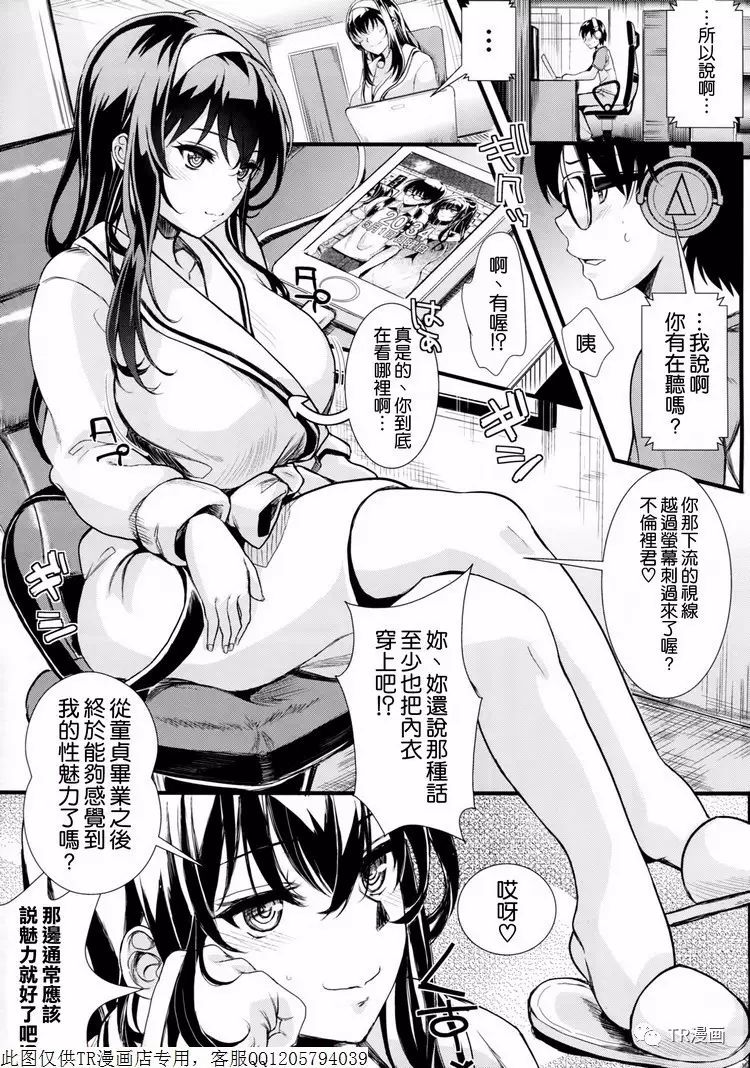 …所以說啊…
…
…我說啊
你有在聽嗎?
咦
啊、有喔!?
真是的、你到底
在看哪裡啊…
你那下流的視線
越過螢幕刺過來了喔?
不倫裡君♡
妳、妳還說那種話
至少也把內衣
穿上吧!?
從童貞畢業之後
終於能夠感覺到
我的性魅力了嗎?
哎呀♡
那邊通常應該
說魅力就好了吧
TR漫画
此图仅供TR漫画店专用，客服QQ1205794039